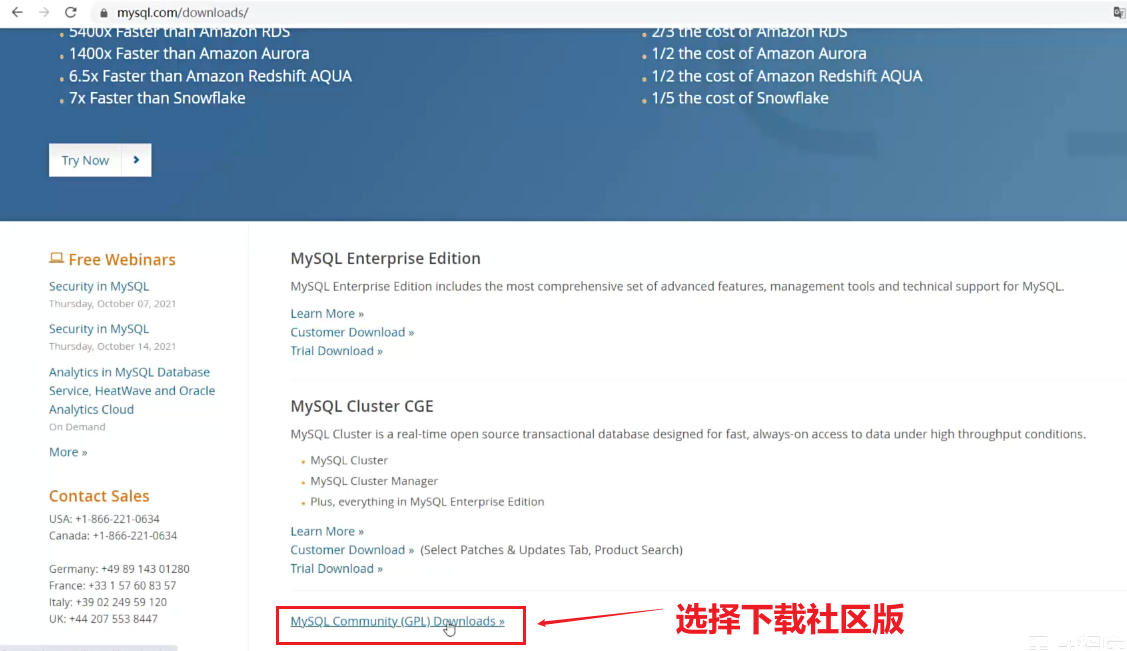 mysql.com/downloads/
5400x Faster than Amazon RDS
1400x Faster than Amazon Aurora
6.5x Faster than Amazon Redshift AQUA
7x Faster than Snowflake
2/3 the cost of Amazon RDS
1/2 the cost of Amazon Aurora
1/2 the cost of Amazon Redshift AQUA
1/5 the cost of Snowflake
Try Now
Free Webinars
Security in MySQL
Thursday, October 07, 2021
Security in MySQL
Thursday, October 14, 2021
Analytics in MySQL Database
Service, HeatWave and Oracle
Analytics Cloud
On Demand
More »
Contact Sales
USA: +1-866-221-0634
Canada: +1-866-221-0634
Germany: +49 89 143 01280
France: +33 1 57 60 83 57
Italy: +39 02 249 59 120
UK: +44 207 553 8447
MySQL Enterprise Edition
MySQL Enterprise Edition includes the most comprehensive set of advanced features, management tools and technical support for MySQL.
Learn More »
Customer Download »
Trial Download »
MySQL Cluster CGE
MySQL Cluster is a real-time open source transactional database designed for fast, always-on access to data under high throughput conditions.
MySQL Cluster
MySQL Cluster Manager
Plus, everything in MySQL Enterprise Edition
Learn More »
Customer Download » (Select Patches & Updates Tab, Product Search)
Trial Download »
MySQL Community (GPL) Downloads »
选择下载社区版